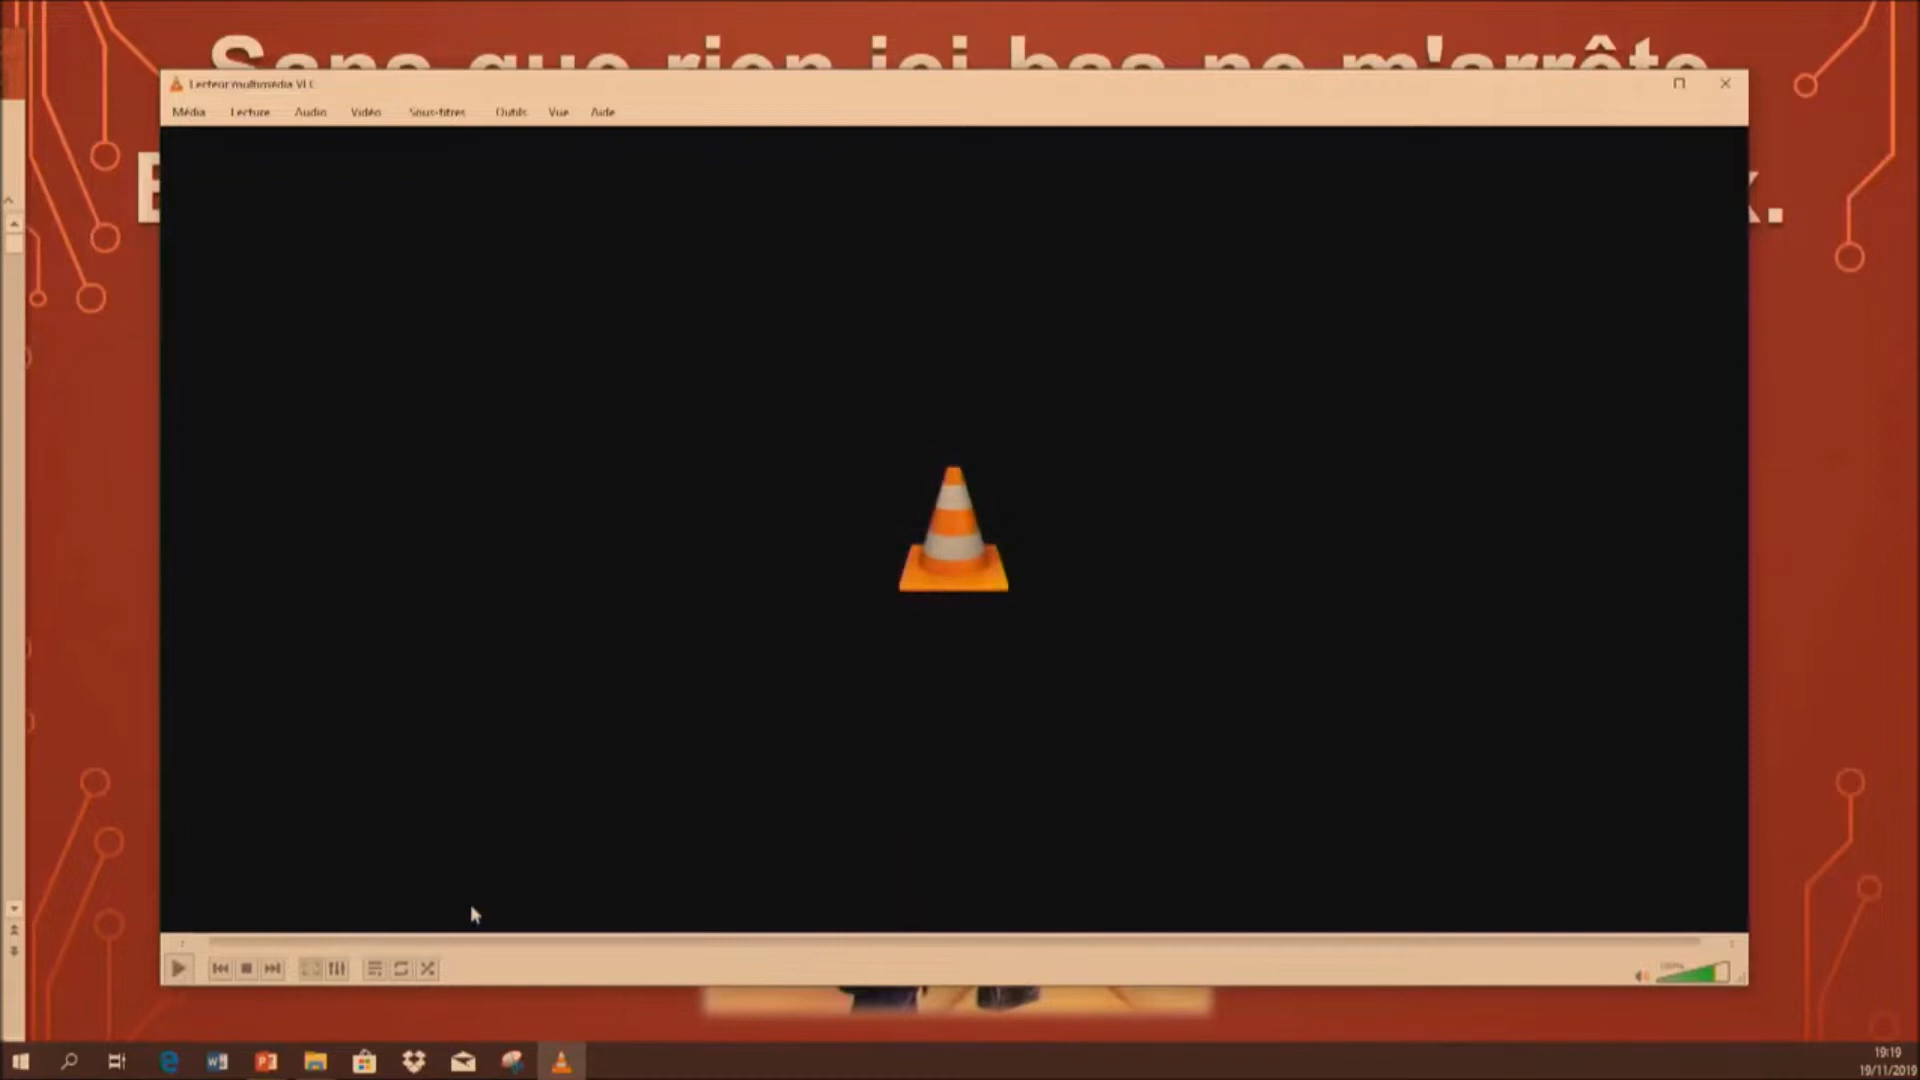 Sans que rien ici bas ne m'arrête
Lecteur multimédia VLC
Média Lecture Audio Vidéo Sous-titres Outils Vue Aide
100%
19:19
19/11/2019